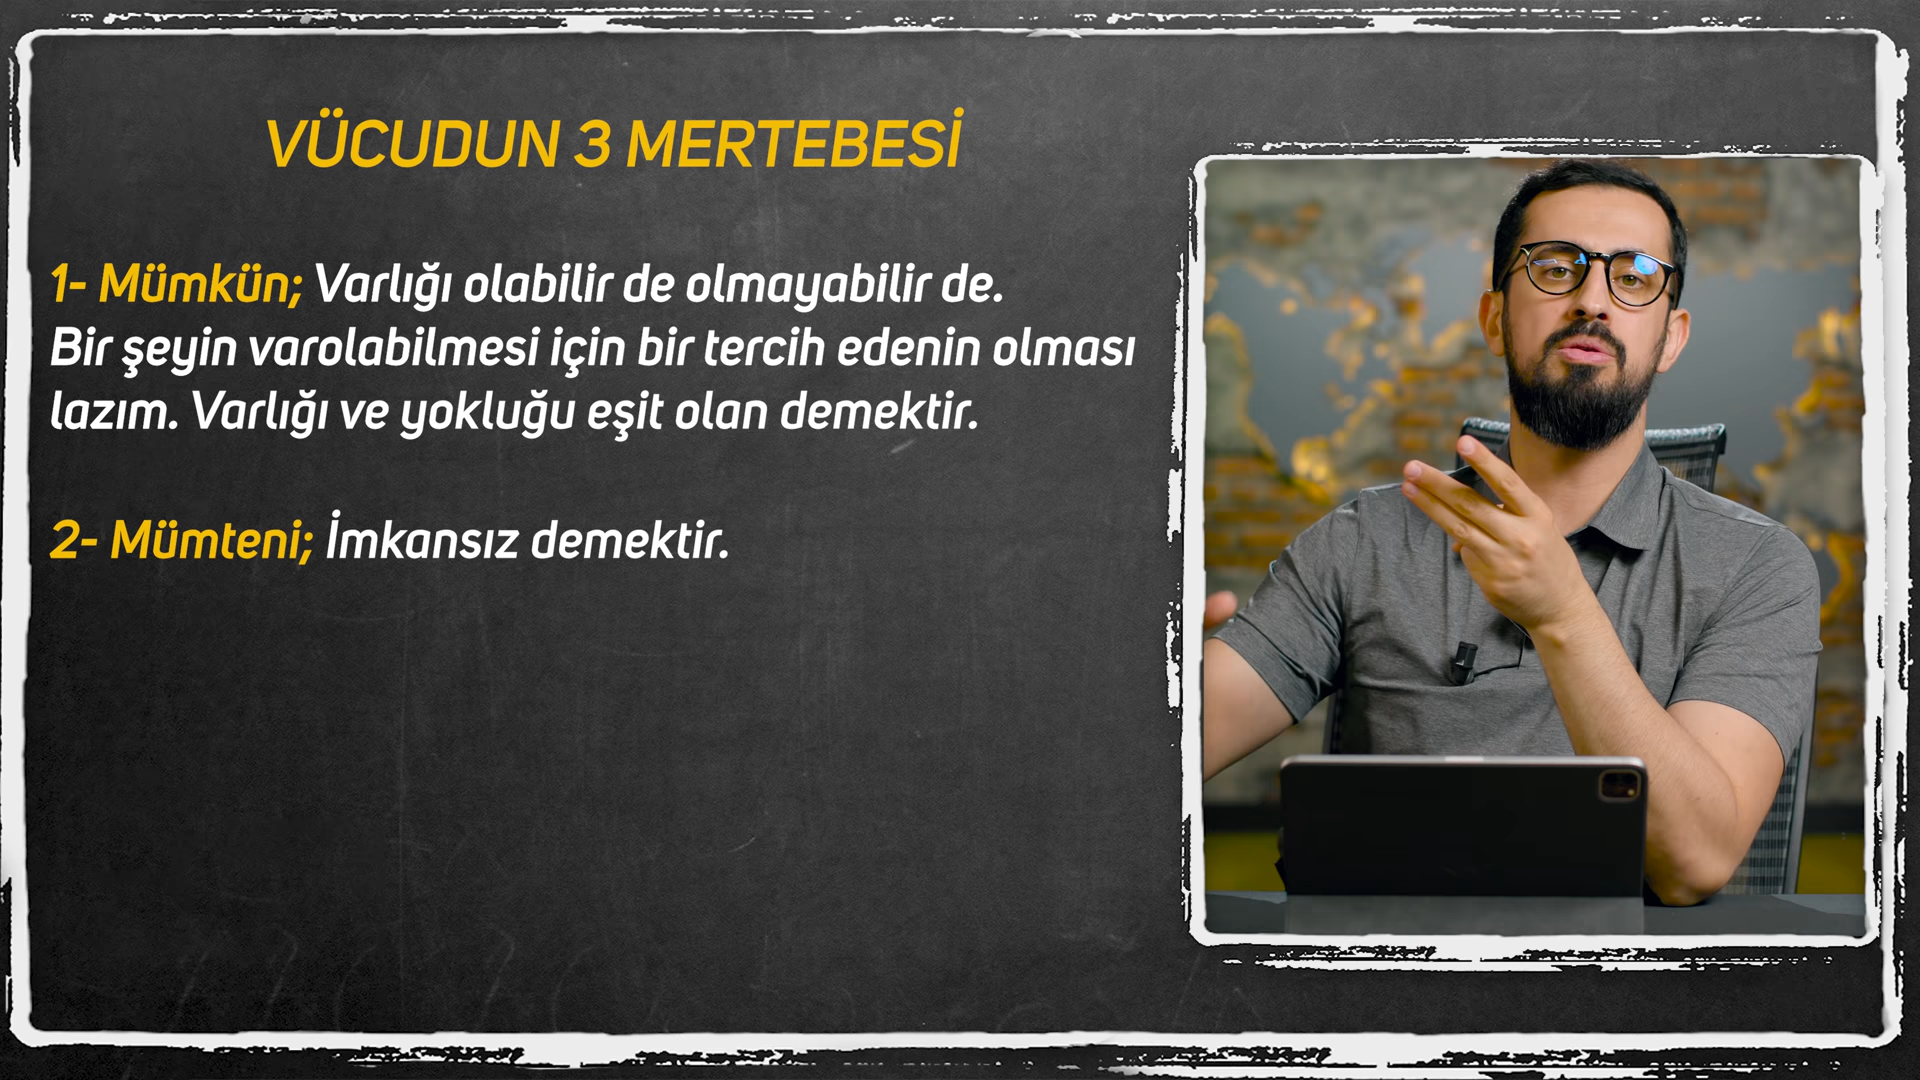 VÜCUDUN 3 MERTEBESİ
1- Mümkün; Varlığı olabilir de olmayabilir de.
Bir şeyin varolabilmesi için bir tercih edenin olması
lazım. Varlığı ve yokluğu eşit olan demektir.
2- Mümteni; İmkansız demektir.